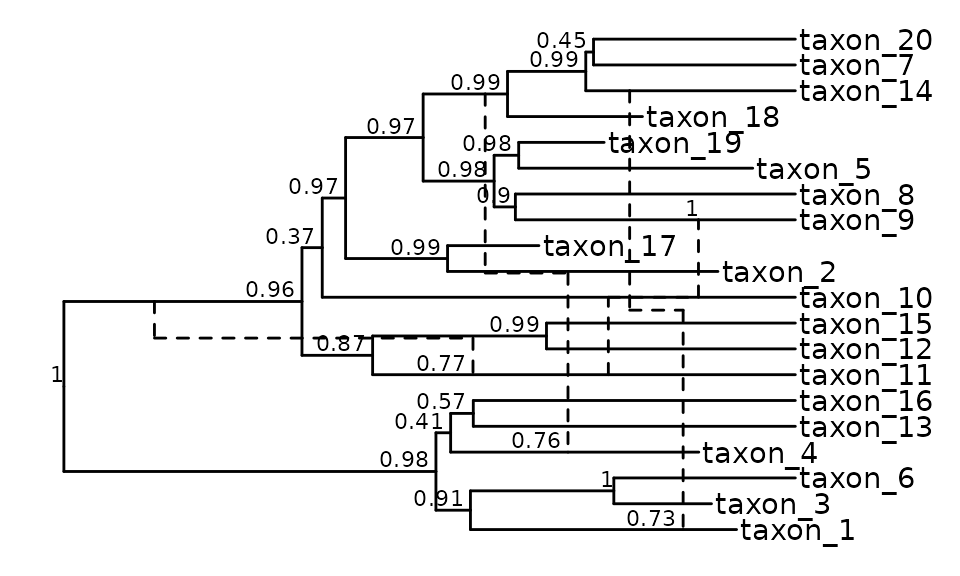 0.45
taxon_20
0.99
taxon_7
0.99
taxon_14
taxon_18
0.97
0.98
taxon_19
0.98
taxon_5
0.97
0.9
taxon_8
1
taxon_9
0.37
0.99
taxon_17
taxon_2
0.96
taxon_10
0.99
taxon_15
0.87
taxon_12
0.77
taxon_11
1
0.57
taxon_16
0.41
taxon_13
0.76
taxon_4
0.98
1
taxon_6
0.91
taxon_3
0.73
taxon_1